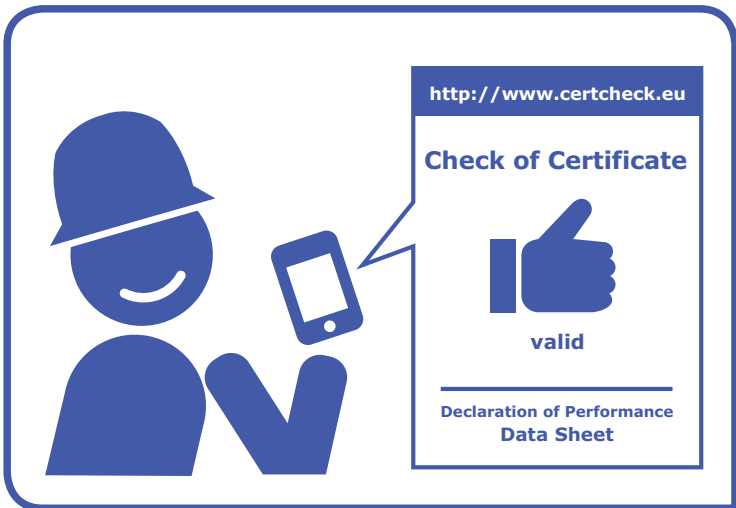 http://www.certcheck.eu
Check of Certificate
valid
Declaration of Performance
Data Sheet